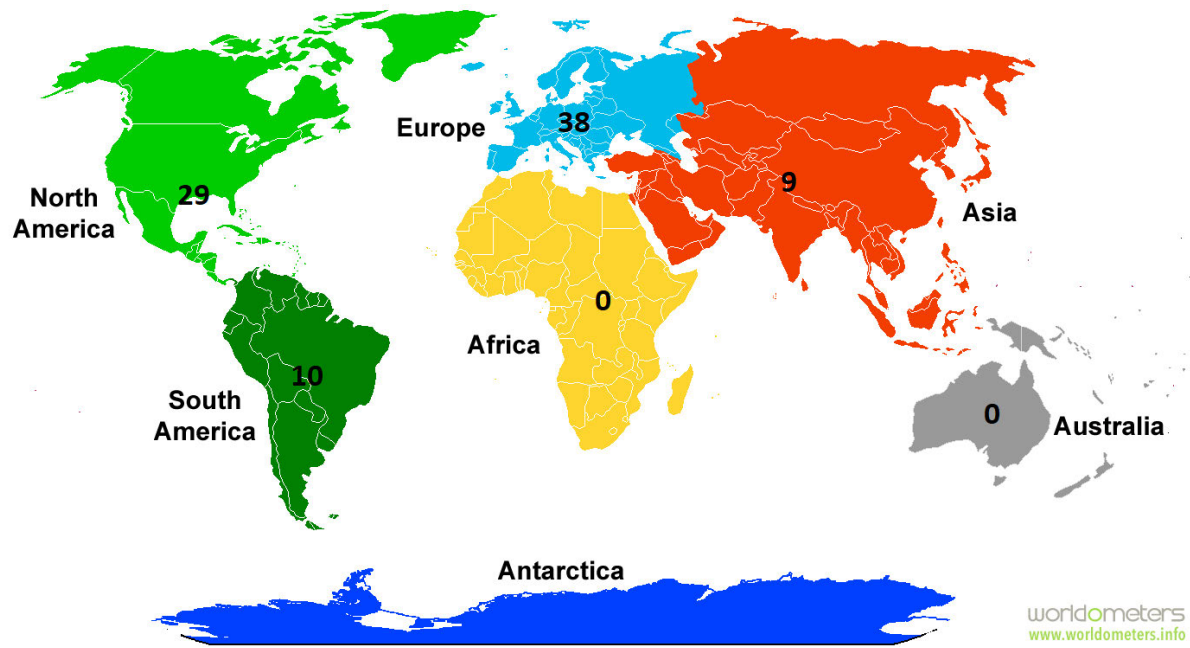 Europe
38
29
9
North
America
Asia
0
Africa
10
South
America
0
Australia
Antarctica
worldometers
www.worldometers.info